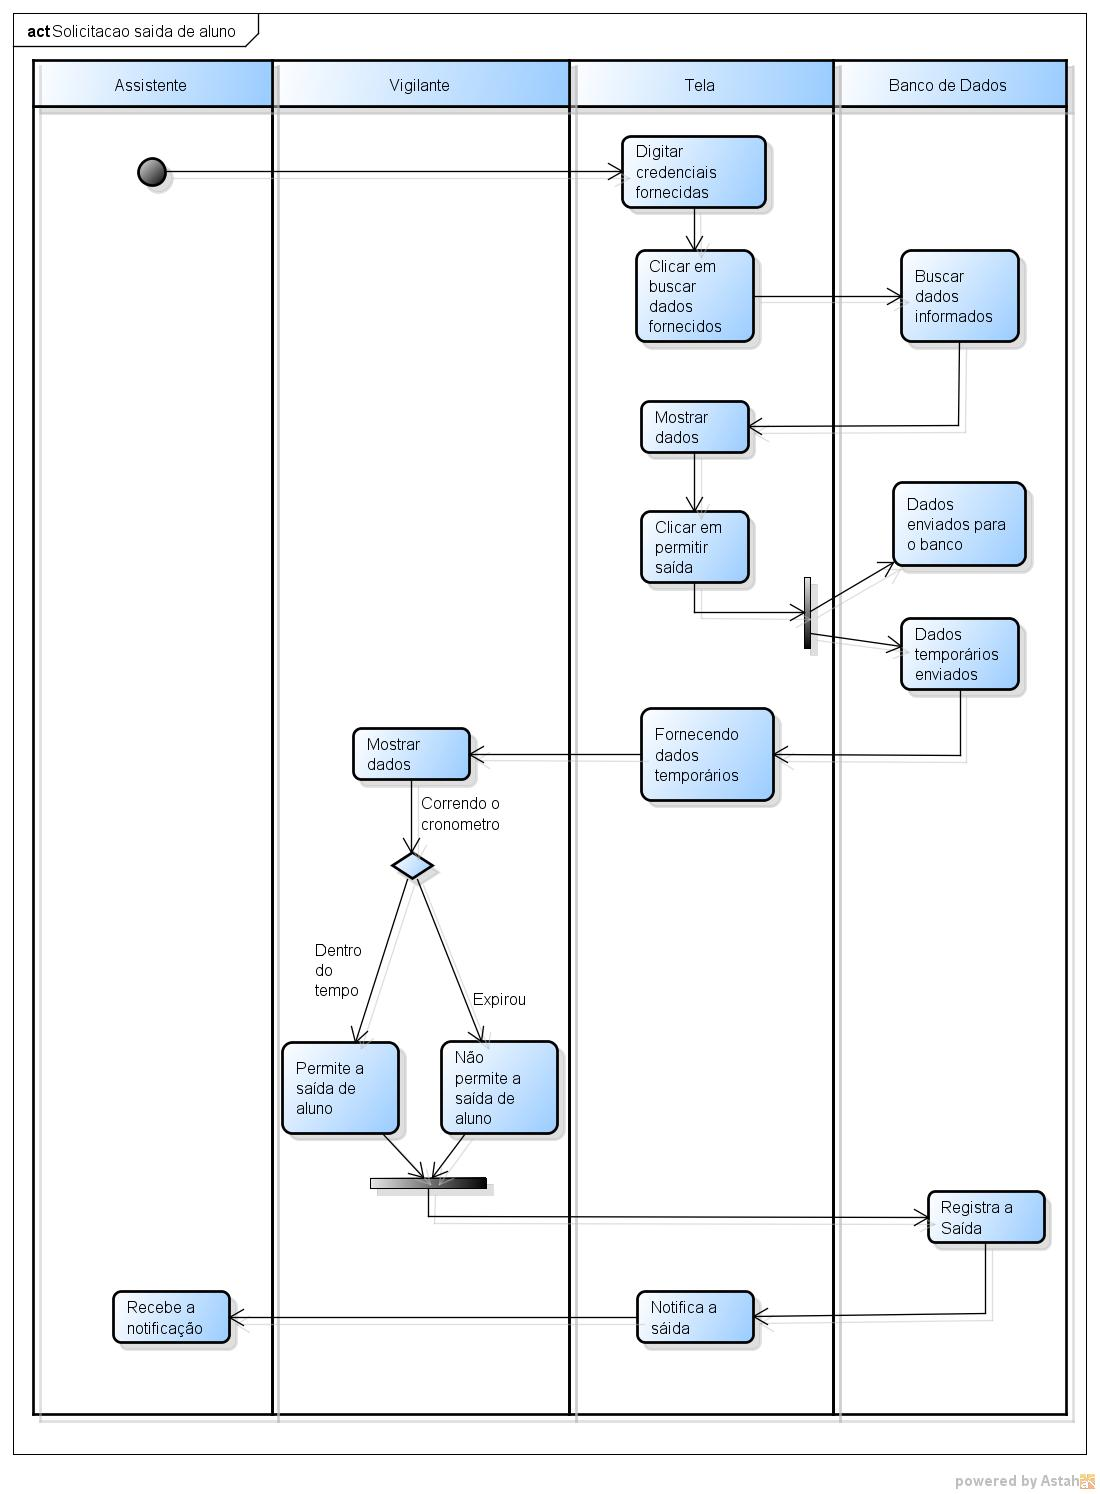 act Solicitacao saida de aluno
Assistente
Vigilante
Tela
Banco de Dados
Digitar
credenciais
fornecidas
Clicar em
buscar
dados
fornecidos
Buscar
dados
informados
Mostrar
dados
Clicar em
permitir
saída
Dados
enviados para
o banco
Dados
temporários
enviados
Fornecendo
dados
temporários
Mostrar
dados
Correndo o
cronometro
Dentro
do
tempo
Expirou
Permite a
saída de
aluno
Não
permite a
saída de
aluno
Registra a
Saída
Notifica a
sáida
Recebe a
notificação
powered by Astah